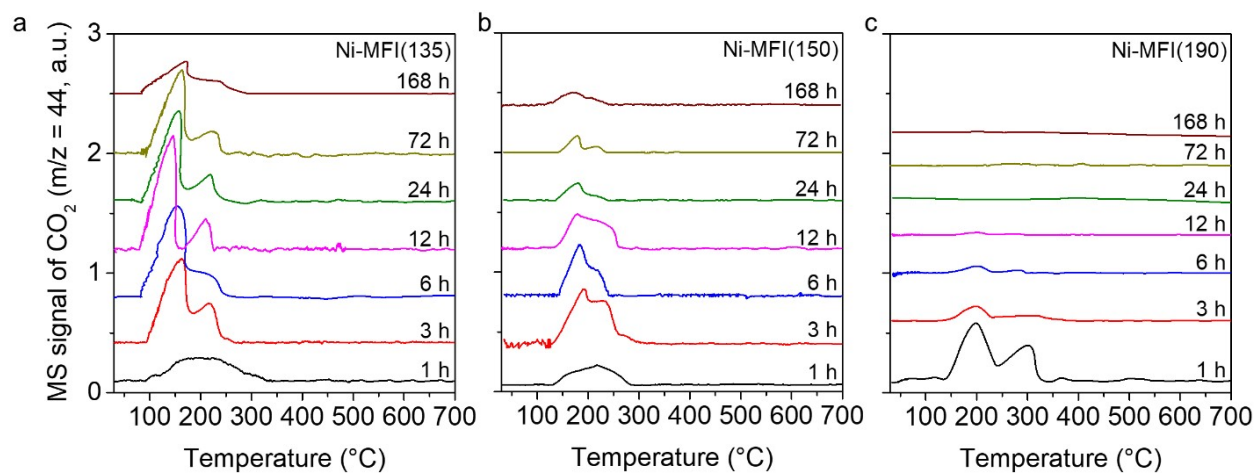 a
b
c
MS signal of CO₂ (m/z = 44, a.u.)
3
2
1
0
Ni-MFI(135)
168 h
72 h
24 h
12 h
6 h
3 h
1 h
100 200 300 400 500 600 700
Temperature (°C)
Ni-MFI(150)
168 h
72 h
24 h
12 h
6 h
3 h
1 h
100 200 300 400 500 600 700
Temperature (°C)
Ni-MFI(190)
168 h
72 h
24 h
12 h
6 h
3 h
1 h
100 200 300 400 500 600 700
Temperature (°C)